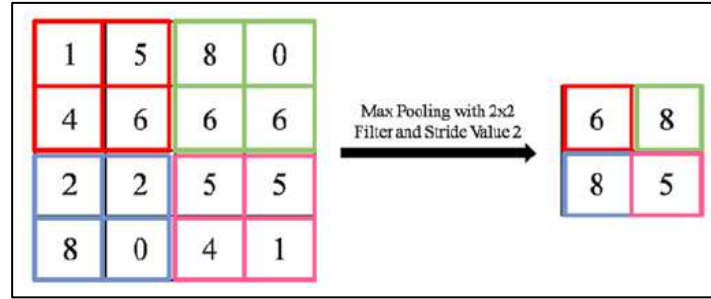 1 5 8 0
4 6 6 6
2 2 5 5
8 0 4 1
Max Pooling with 2x2
Filter and Stride Value 2
6 8
8 5